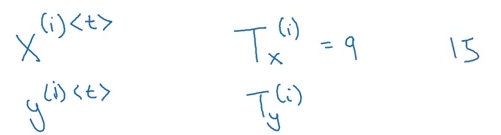 X^{(i)<t>} T_x^{(i)} = 9 15
y^{(i)<t>} T_y^{(i)}